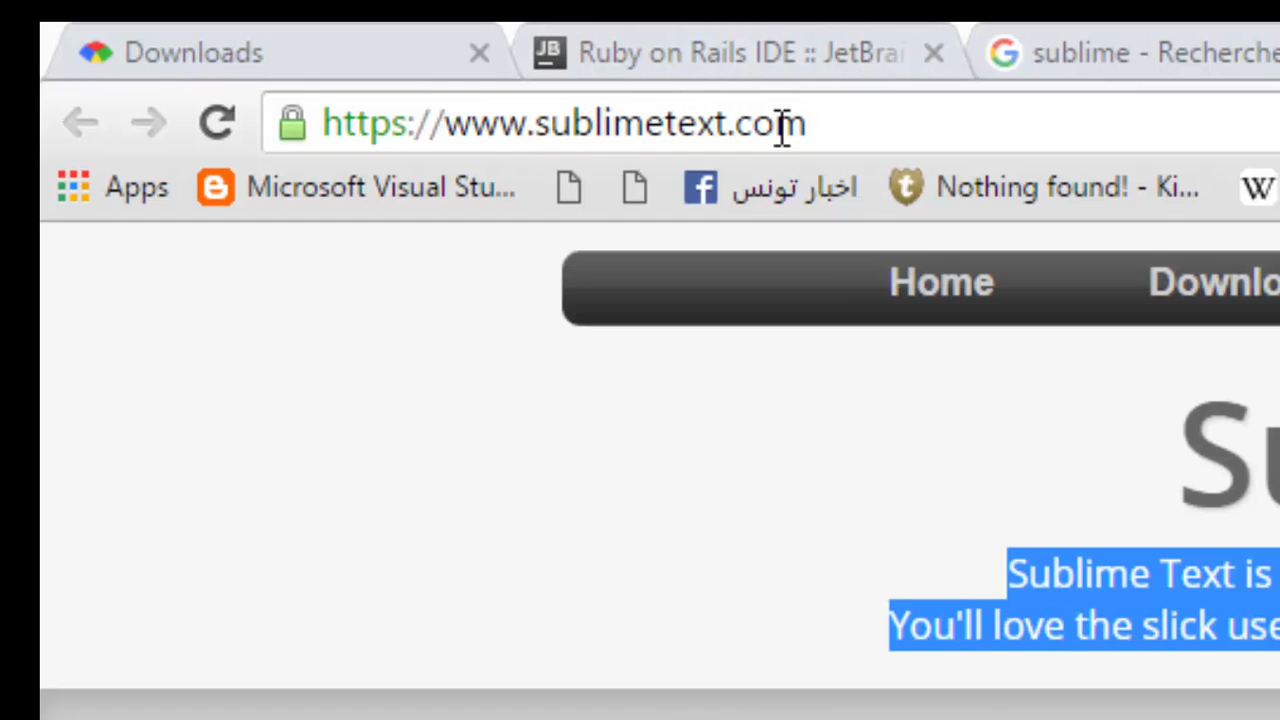 Downloads
Ruby on Rails IDE :: JetBrai
sublime - Recherche
https://www.sublimetext.com
Apps
Microsoft Visual Stu...
اخبار تونس
Nothing found! - Ki...
W
Home
Downlo
Su
Sublime Text is
You'll love the slick use